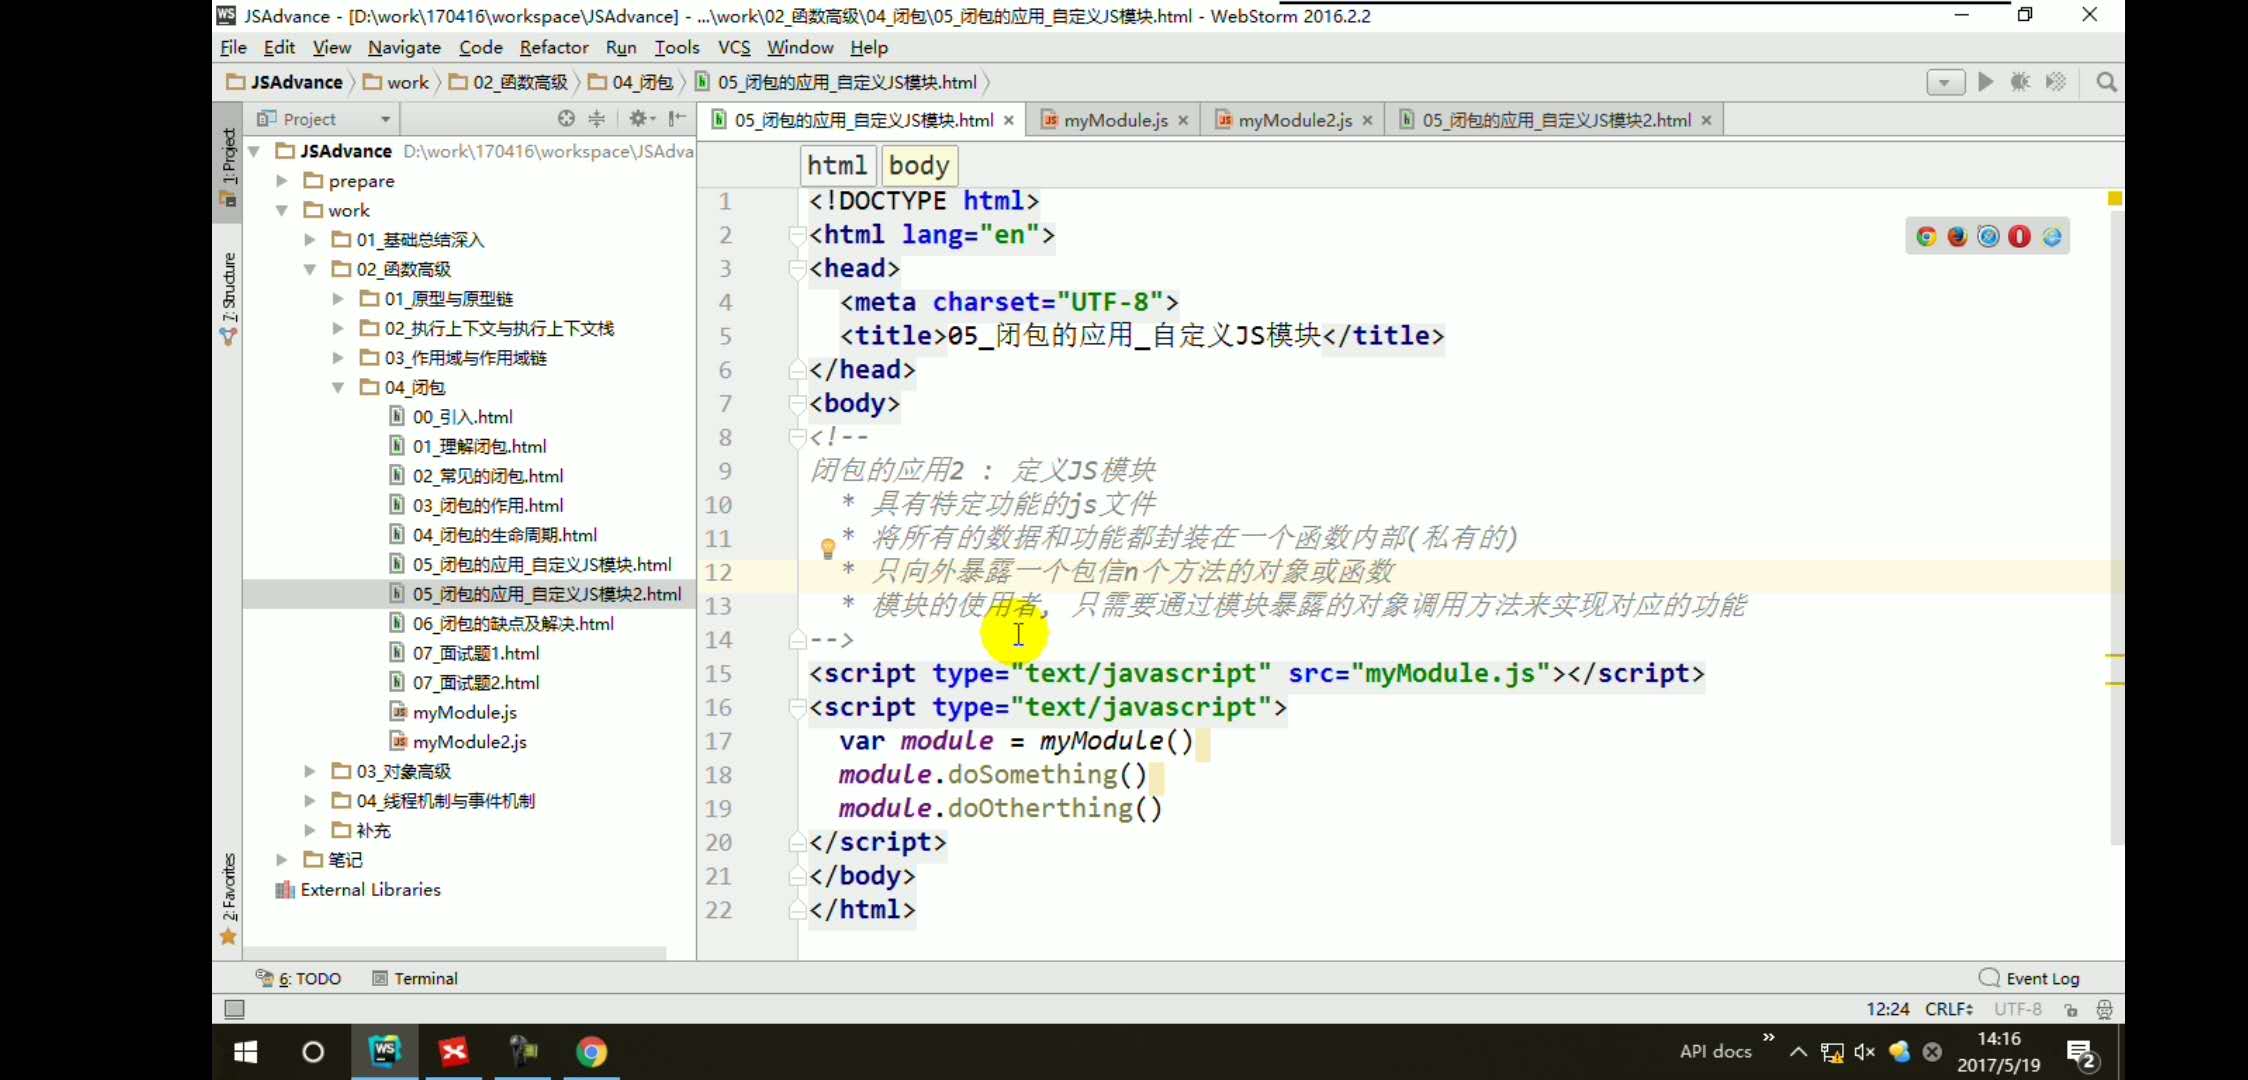 JSAdvance - [D:\work\170416\workspace\JSAdvance] - ...\work\02_函数高级\04_闭包\05_闭包的应用_自定义JS模块.html - WebStorm 2016.2.2
File Edit View Navigate Code Refactor Run Tools VCS Window Help
JSAdvance work 02_函数高级 04_闭包 05_闭包的应用_自定义JS模块.html
Project
05_闭包的应用_自定义JS模块.html myModule.js myModule2.js 05_闭包的应用_自定义JS模块2.html
1: Project
7: Structure
2: Favorites
JSAdvance D:\work\170416\workspace\JSAdva
prepare
work
01_基础总结深入
02_函数高级
01_原型与原型链
02_执行上下文与执行上下文栈
03_作用域与作用域链
04_闭包
00_引入.html
01_理解闭包.html
02_常见的闭包.html
03_闭包的作用.html
04_闭包的生命周期.html
05_闭包的应用_自定义JS模块.html
05_闭包的应用_自定义JS模块2.html
06_闭包的缺点及解决.html
07_面试题1.html
07_面试题2.html
myModule.js
myModule2.js
03_对象高级
04_线程机制与事件机制
补充
笔记
External Libraries
html body
1 <!DOCTYPE html>
2 <html lang="en">
3 <head>
4 <meta charset="UTF-8">
5 <title>05_闭包的应用_自定义JS模块</title>
6 </head>
7 <body>
8 <!--
9 闭包的应用2 : 定义JS模块
10 * 具有特定功能的js文件
11 * 将所有的数据和功能都封装在一个函数内部(私有的)
12 * 只向外暴露一个包信n个方法的对象或函数
13 * 模块的使用者, 只需要通过模块暴露的对象调用方法来实现对应的功能
14 -->
15 <script type="text/javascript" src="myModule.js"></script>
16 <script type="text/javascript">
17 var module = myModule()
18 module.doSomething()
19 module.doOtherthing()
20 </script>
21 </body>
22 </html>
6: TODO Terminal Event Log
12:24 CRLF UTF-8
API docs
14:16
2017/5/19
2